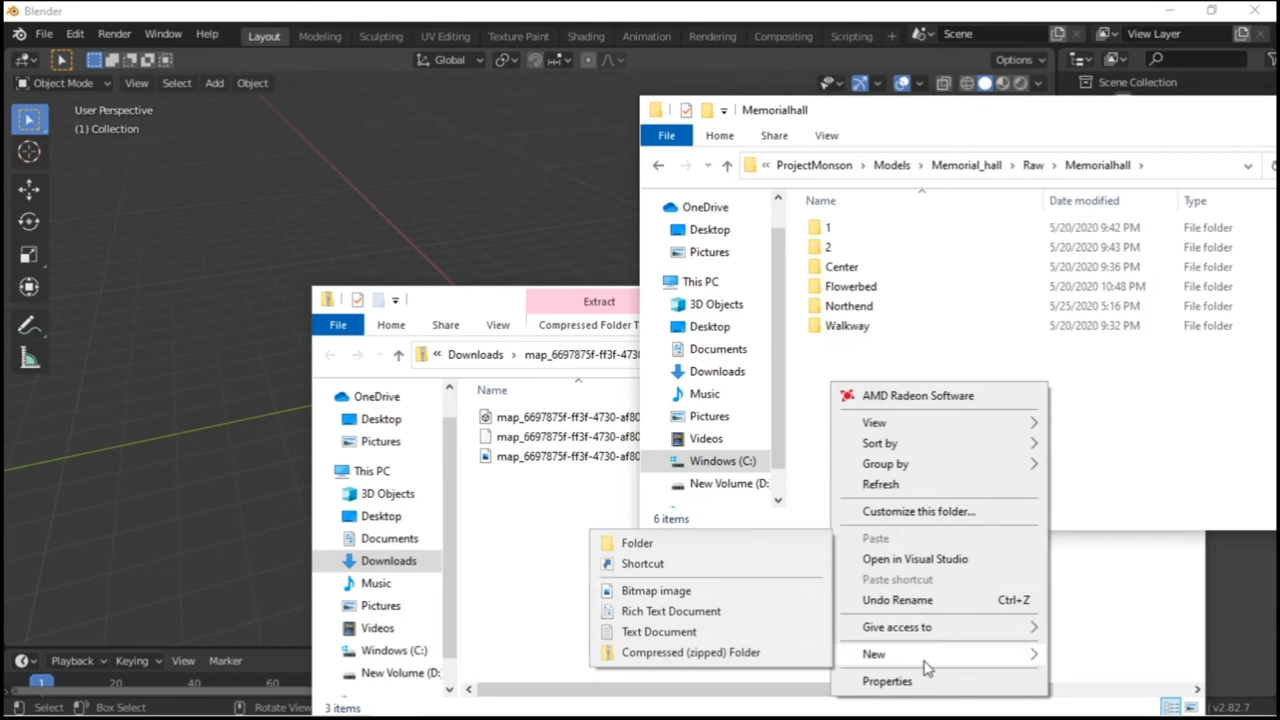 Blender
File Edit Render Window Help Layout Modeling Sculpting UV Editing Texture Paint Shading Animation Rendering Compositing Scripting + Scene View Layer
Global Options
Object Mode View Select Add Object Scene Collection
User Perspective
(1) Collection
Memorialhall
File Home Share View
« ProjectMonson > Models > Memorial_hall > Raw > Memorialhall >
Name Date modified Type
OneDrive
Desktop
Pictures
This PC
3D Objects
Desktop
Documents
Downloads
Music
Pictures
Videos
Windows (C:)
New Volume (D:
1 5/20/2020 9:42 PM File folder
2 5/20/2020 9:43 PM File folder
Center 5/20/2020 9:36 PM File folder
Flowerbed 5/20/2020 10:48 PM File folder
Northend 5/25/2020 5:16 PM File folder
Walkway 5/20/2020 9:32 PM File folder
6 items
Extract
File Home Share View Compressed Folder T
« Downloads > map_6697875f-ff3f-473
Name
OneDrive
Desktop
Pictures
This PC
3D Objects
Desktop
Documents
Downloads
Music
Pictures
Videos
Windows (C:)
New Volume (D:
map_6697875f-ff3f-4730-af80
map_6697875f-ff3f-4730-af80
map_6697875f-ff3f-4730-af80
3 items
AMD Radeon Software
View
Sort by
Group by
Refresh
Customize this folder...
Paste
Open in Visual Studio
Paste shortcut
Undo Rename Ctrl+Z
Give access to
New
Properties
Folder
Shortcut
Bitmap image
Rich Text Document
Text Document
Compressed (zipped) Folder
Playback Keying View Marker
1 20 40 60
Select Box Select Rotate View v2.82.7